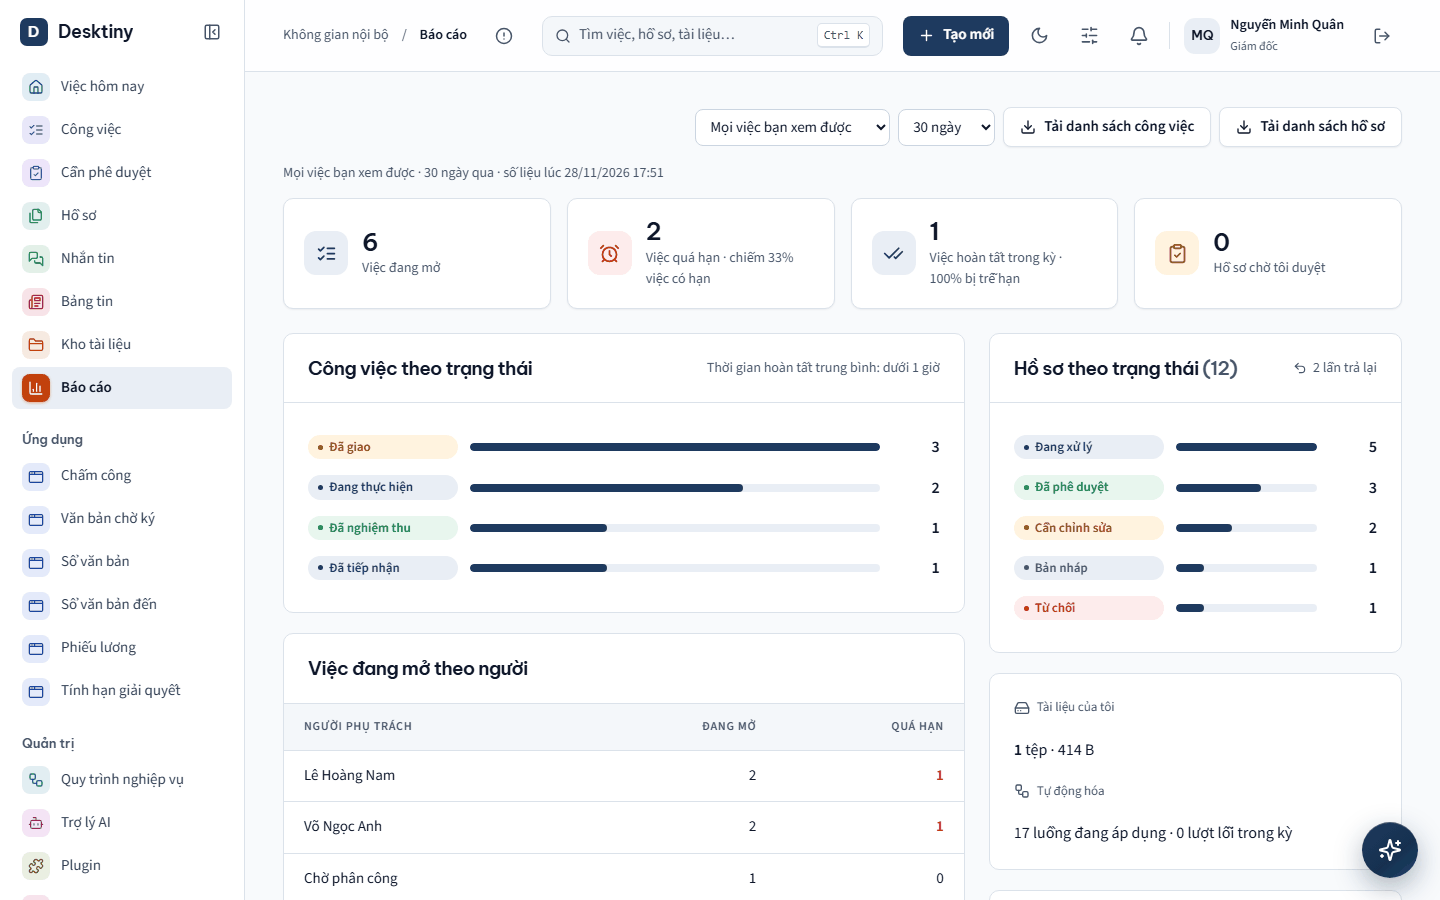 D Desktiny
Việc hôm nay
Công việc
Cần phê duyệt
Hồ sơ
Nhắn tin
Bảng tin
Kho tài liệu
Báo cáo
Ứng dụng
Chấm công
Văn bản chờ ký
Sổ văn bản
Sổ văn bản đến
Phiếu lương
Tính hạn giải quyết
Quản trị
Quy trình nghiệp vụ
Trợ lý AI
Plugin
Không gian nội bộ / Báo cáo
Tìm việc, hồ sơ, tài liệu…
Ctrl K
Tạo mới
MQ
Nguyễn Minh Quân
Giám đốc
Mọi việc bạn xem được
30 ngày
Tải danh sách công việc
Tải danh sách hồ sơ
Mọi việc bạn xem được · 30 ngày qua · số liệu lúc 28/11/2026 17:51
6
Việc đang mở
2
Việc quá hạn · chiếm 33%
việc có hạn
1
Việc hoàn tất trong kỳ ·
100% bị trễ hạn
0
Hồ sơ chờ tôi duyệt
Công việc theo trạng thái
Thời gian hoàn tất trung bình: dưới 1 giờ
Đã giao 3
Đang thực hiện 2
Đã nghiệm thu 1
Đã tiếp nhận 1
Hồ sơ theo trạng thái (12)
2 lần trả lại
Đang xử lý 5
Đã phê duyệt 3
Cần chỉnh sửa 2
Bản nháp 1
Từ chối 1
Việc đang mở theo người
NGƯỜI PHỤ TRÁCH ĐANG MỞ QUÁ HẠN
Lê Hoàng Nam 2 1
Võ Ngọc Anh 2 1
Chờ phân công 1 0
Tài liệu của tôi
1 tệp · 414 B
Tự động hóa
17 luồng đang áp dụng · 0 lượt lỗi trong kỳ